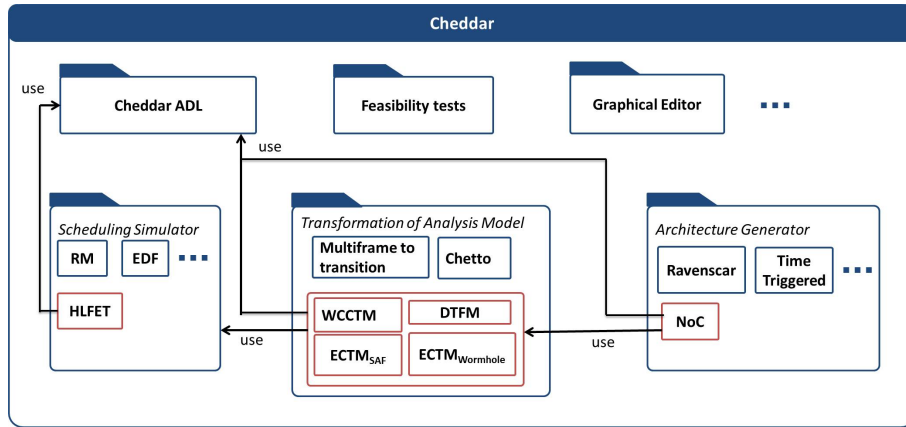 Cheddar
use
Cheddar ADL
Feasibility tests
Graphical Editor
...
use
Scheduling Simulator
RM
EDF
...
HLFET
use
Transformation of Analysis Model
Multiframe to
transition
Chetto
WCCTM
DTFM
ECTMSAF
ECTMWormhole
use
Architecture Generator
Ravenscar
Time
Triggered
...
NoC